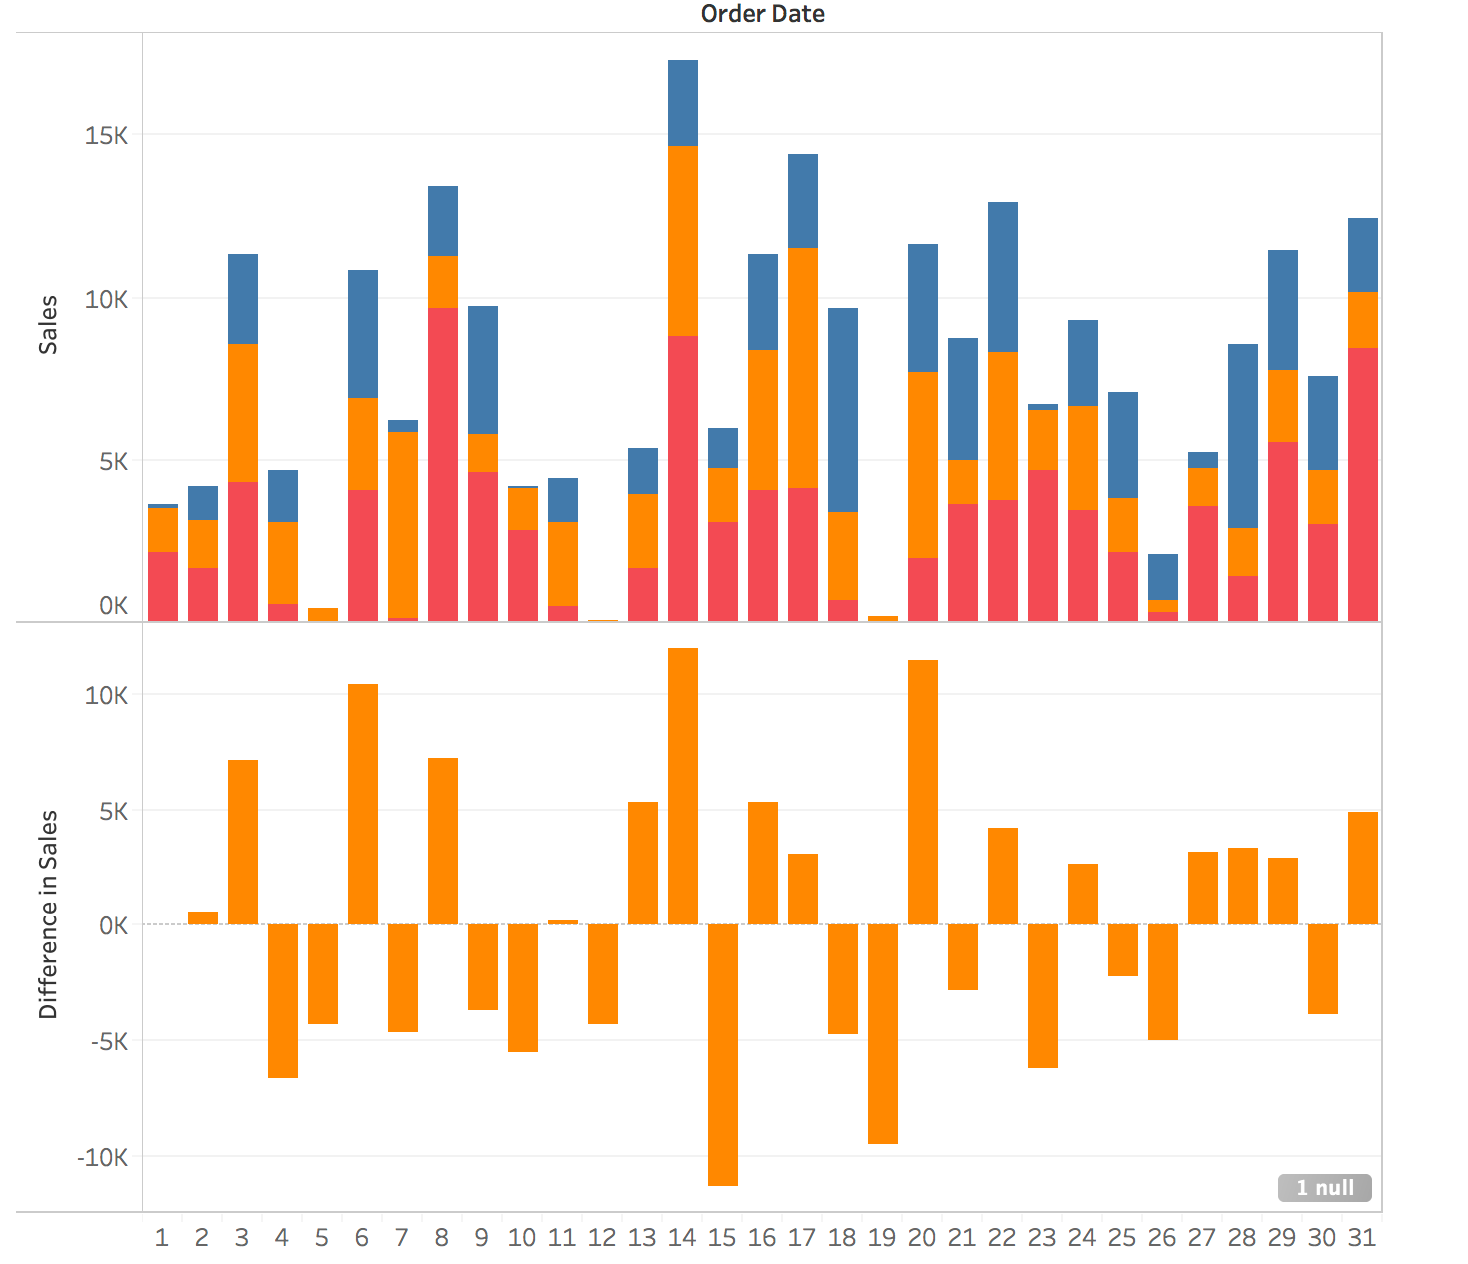 Order Date
Sales
15K
10K
5K
0K
Difference in Sales
10K
5K
0K
-5K
-10K
1 null
1 2 3 4 5 6 7 8 9 10 11 12 13 14 15 16 17 18 19 20 21 22 23 24 25 26 27 28 29 30 31